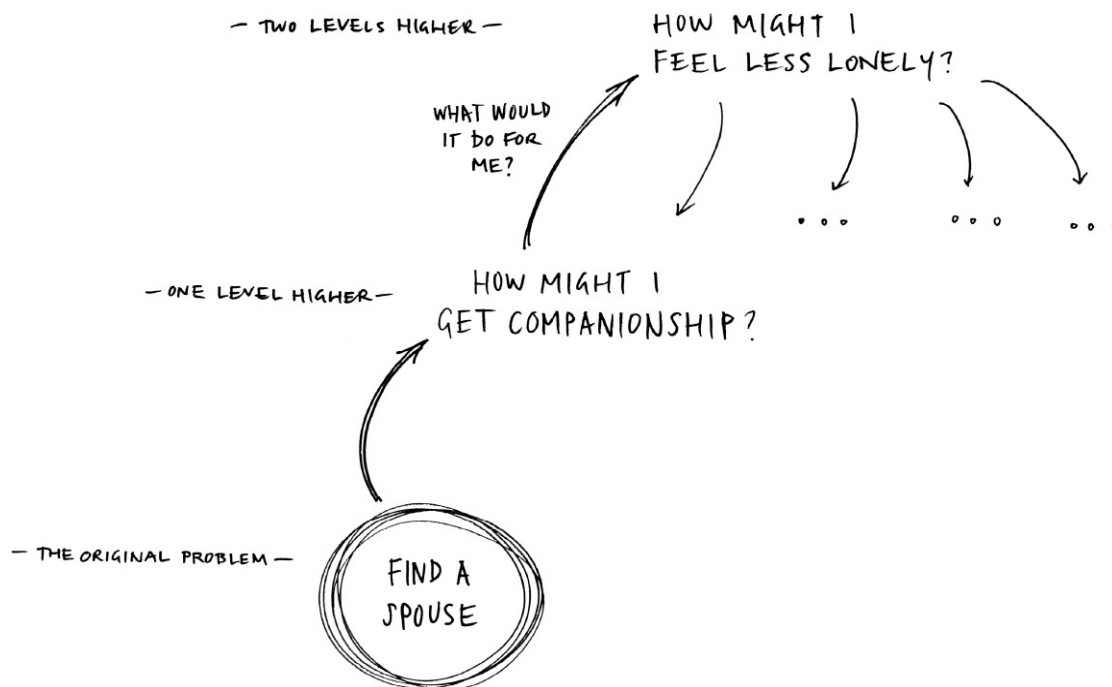 — TWO LEVELS HIGHER —
HOW MIGHT I
FEEL LESS LONELY?
WHAT WOULD
IT DO FOR
ME?
— ONE LEVEL HIGHER —
HOW MIGHT I
GET COMPANIONSHIP?
— THE ORIGINAL PROBLEM —
FIND A
SPOUSE